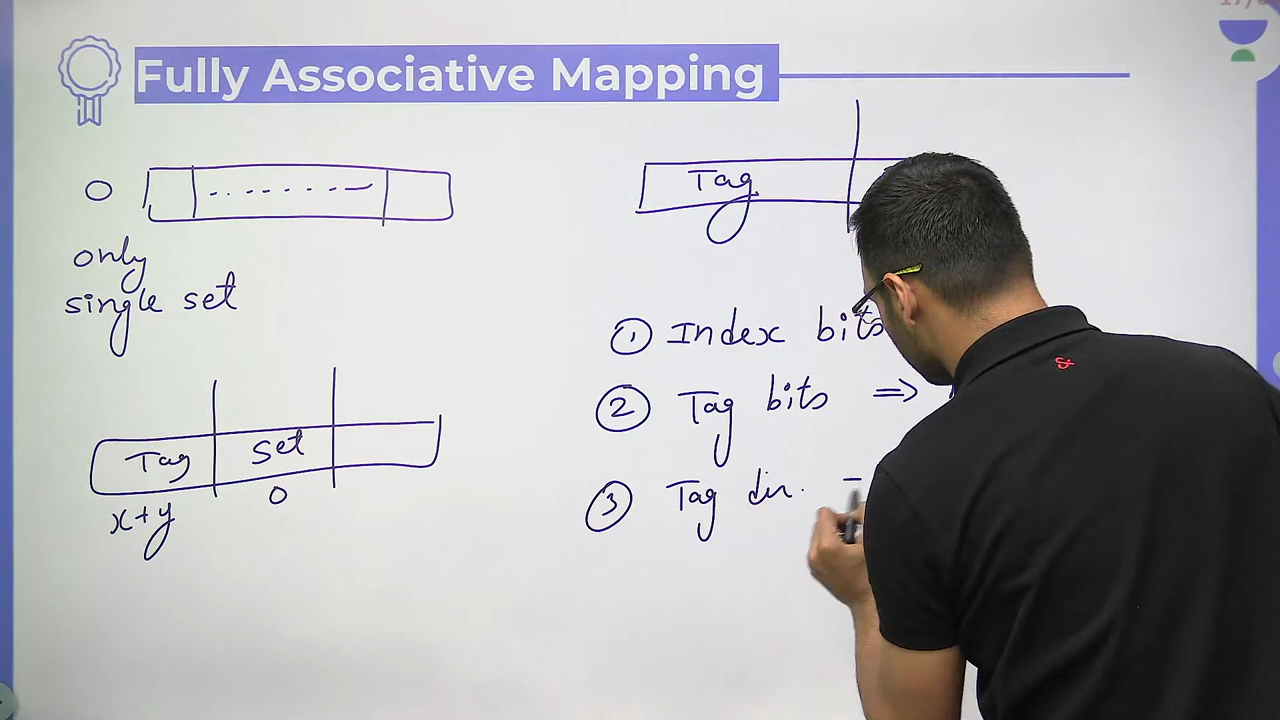 Fully Associative Mapping
0
only
single set
Tag Set
x+y 0
Tag
① Index bits
② Tag bits =>
③ Tag dir.